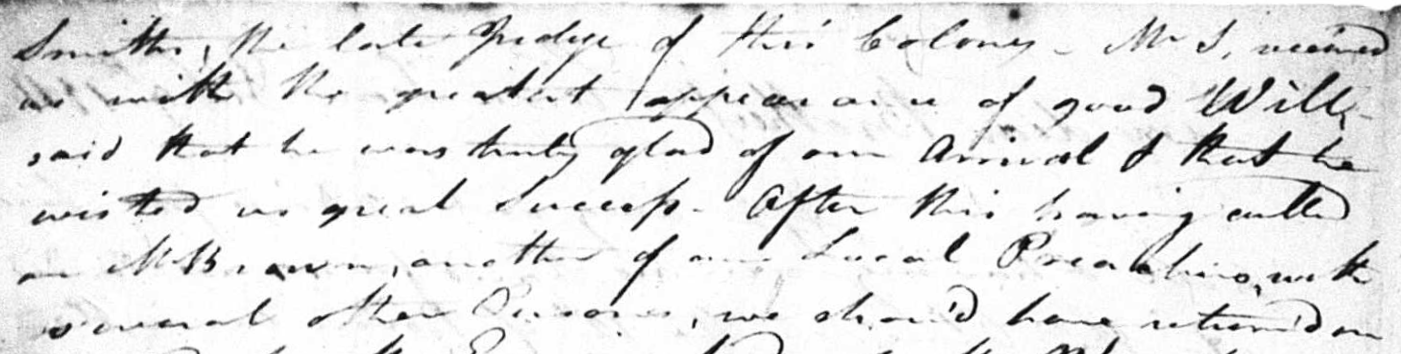 Smith, the late Judge of this Colony - Mr S, received
us with the greatest appearance of good Will,
said that he was truly glad of our Arrival & that he
wished us great Success. After this having called
on Mr Brown, another of our Local Preachers, with
several other Persons, we shou'd have return'd on